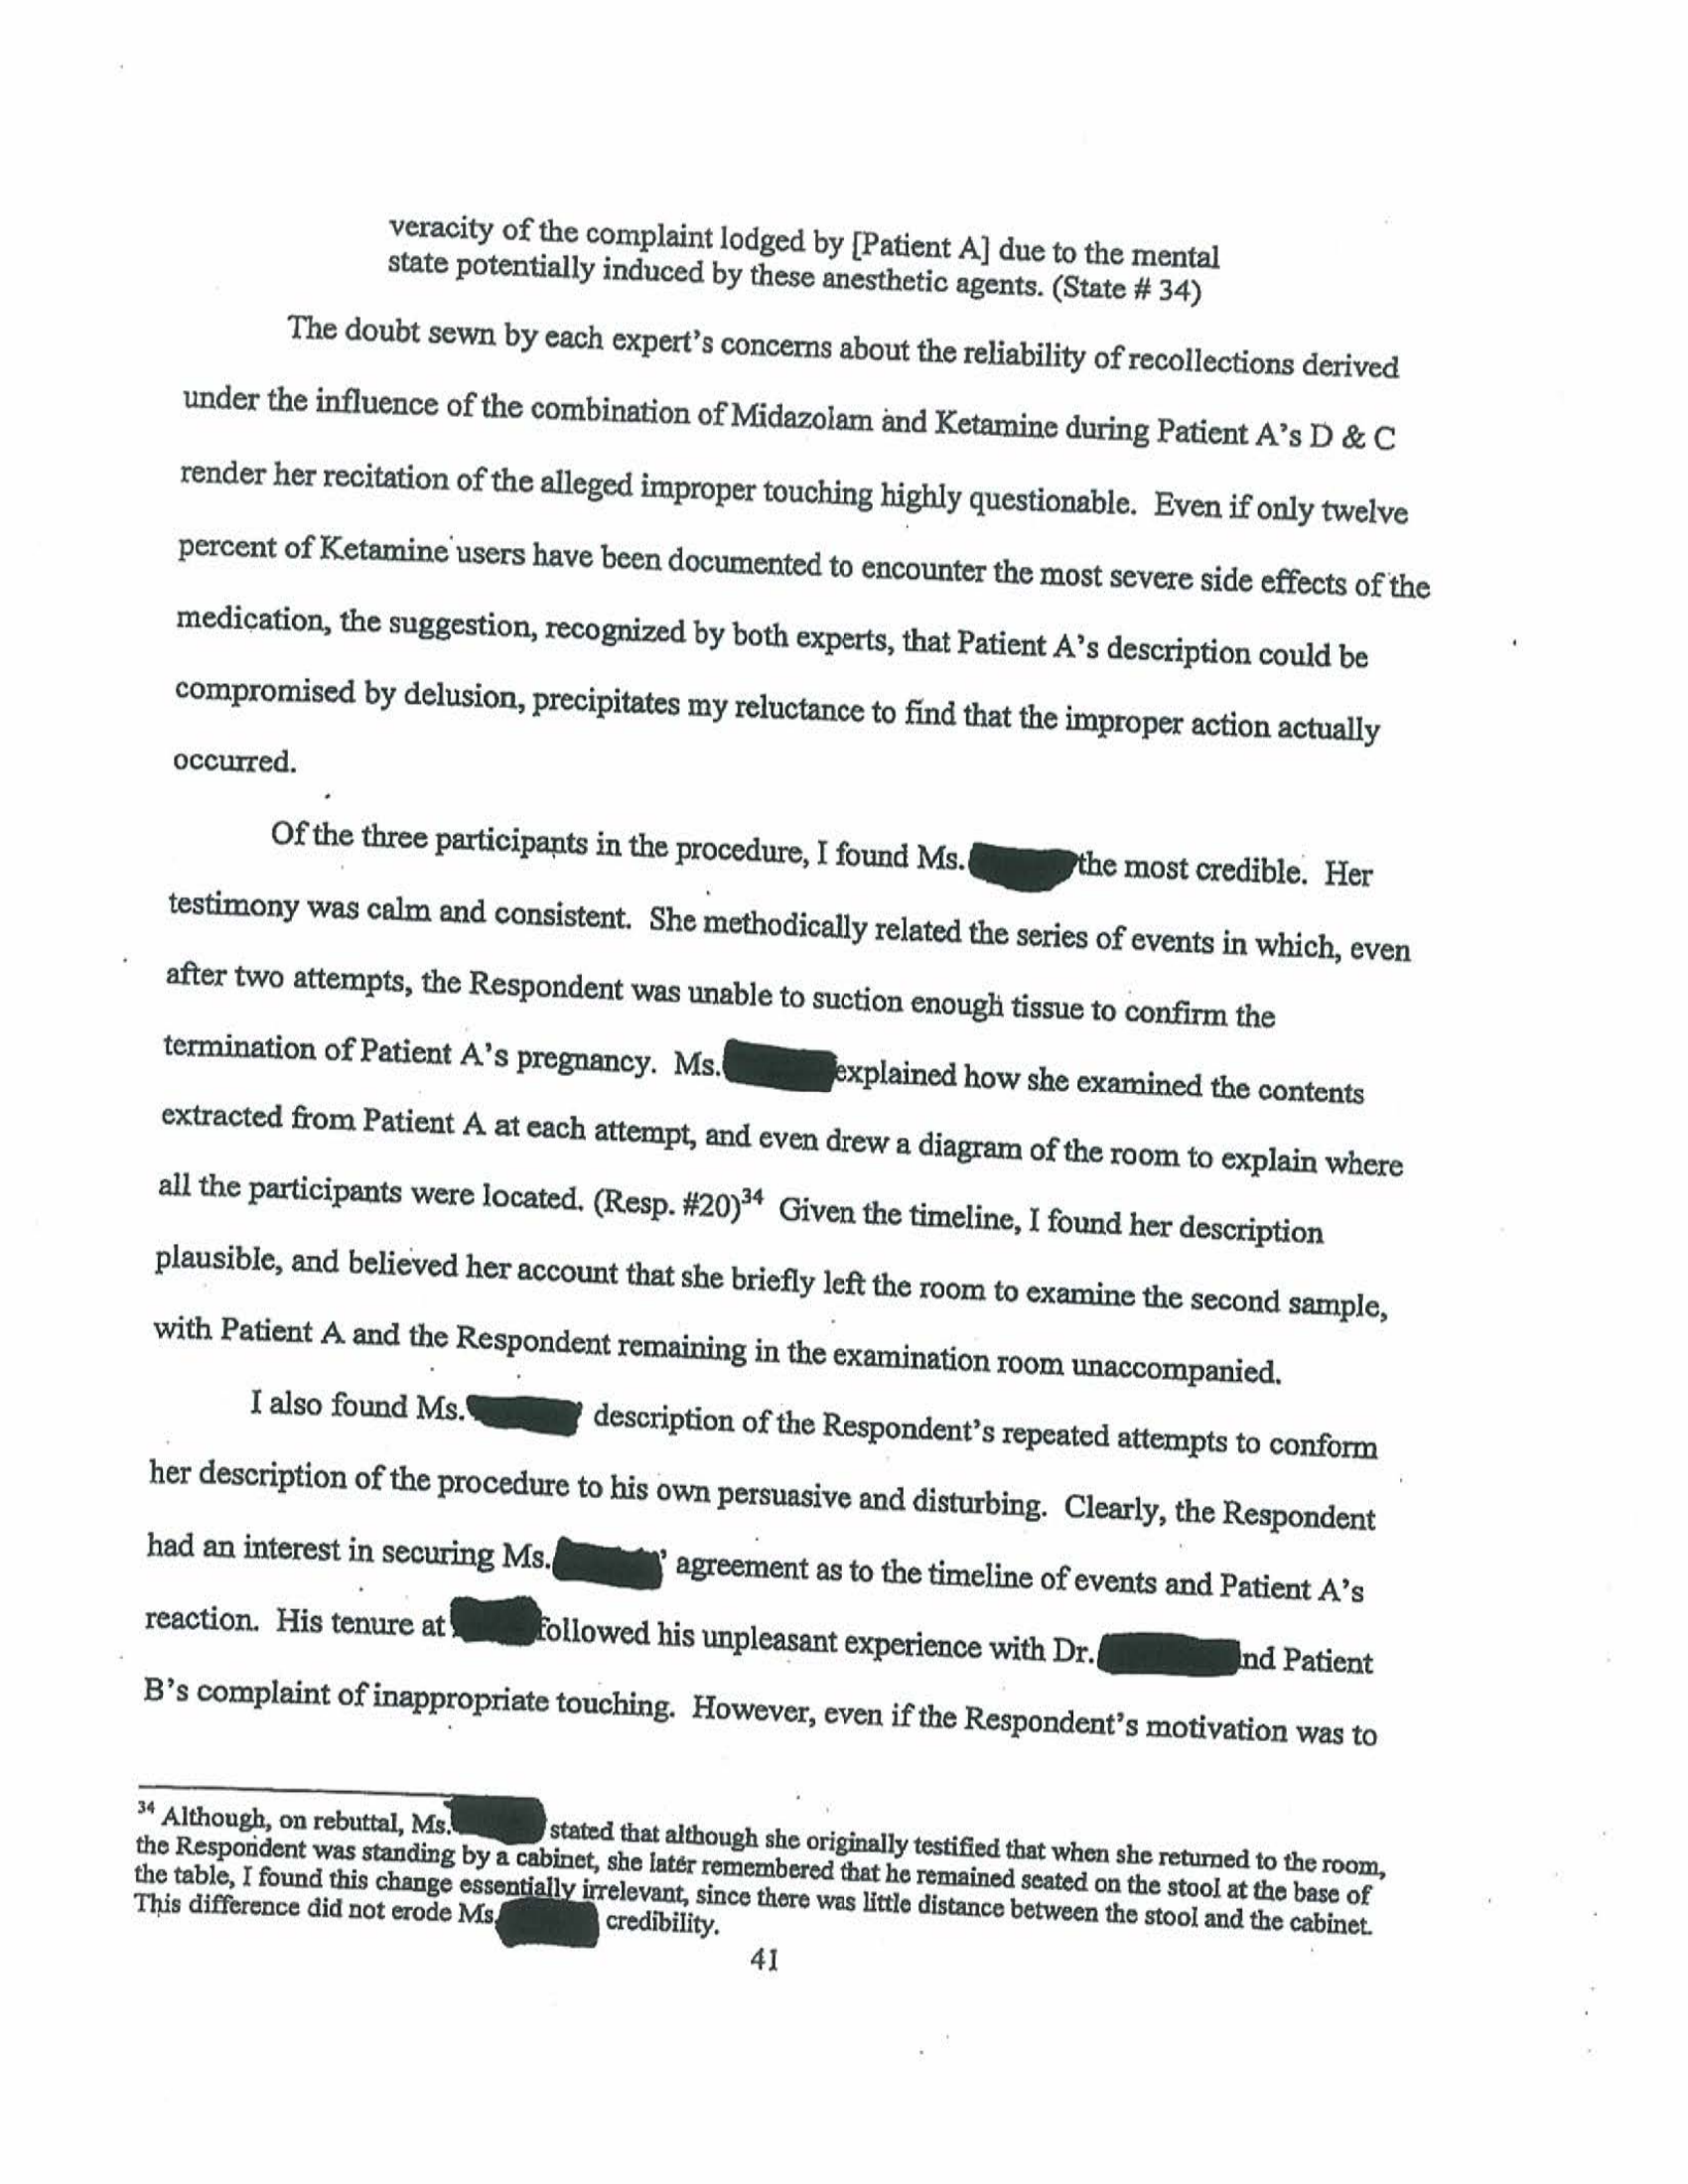 veracity of the complaint lodged by [Patient A] due to the mental
state potentially induced by these anesthetic agents. (State # 34)
The doubt sewn by each expert's concerns about the reliability of recollections derived
under the influence of the combination of Midazolam and Ketamine during Patient A's D & C
render her recitation of the alleged improper touching highly questionable. Even if only twelve
percent of Ketamine users have been documented to encounter the most severe side effects of the
medication, the suggestion, recognized by both experts, that Patient A's description could be
compromised by delusion, precipitates my reluctance to find that the improper action actually
occurred.
Of the three participants in the procedure, I found Ms. the most credible. Her
testimony was calm and consistent. She methodically related the series of events in which, even
after two attempts, the Respondent was unable to suction enough tissue to confirm the
termination of Patient A's pregnancy. Ms. explained how she examined the contents
extracted from Patient A at each attempt, and even drew a diagram of the room to explain where
all the participants were located. (Resp. #20)34 Given the timeline, I found her description
plausible, and believed her account that she briefly left the room to examine the second sample,
with Patient A and the Respondent remaining in the examination room unaccompanied.
I also found Ms. ' description of the Respondent's repeated attempts to conform
her description of the procedure to his own persuasive and disturbing. Clearly, the Respondent
had an interest in securing Ms. ' agreement as to the timeline of events and Patient A's
reaction. His tenure at followed his unpleasant experience with Dr. nd Patient
B's complaint of inappropriate touching. However, even if the Respondent's motivation was to
34 Although, on rebuttal, Ms. stated that although she originally testified that when she returned to the room,
the Respondent was standing by a cabinet, she later remembered that he remained seated on the stool at the base of
the table, I found this change essentially irrelevant, since there was little distance between the stool and the cabinet.
This difference did not erode Ms. credibility.
41